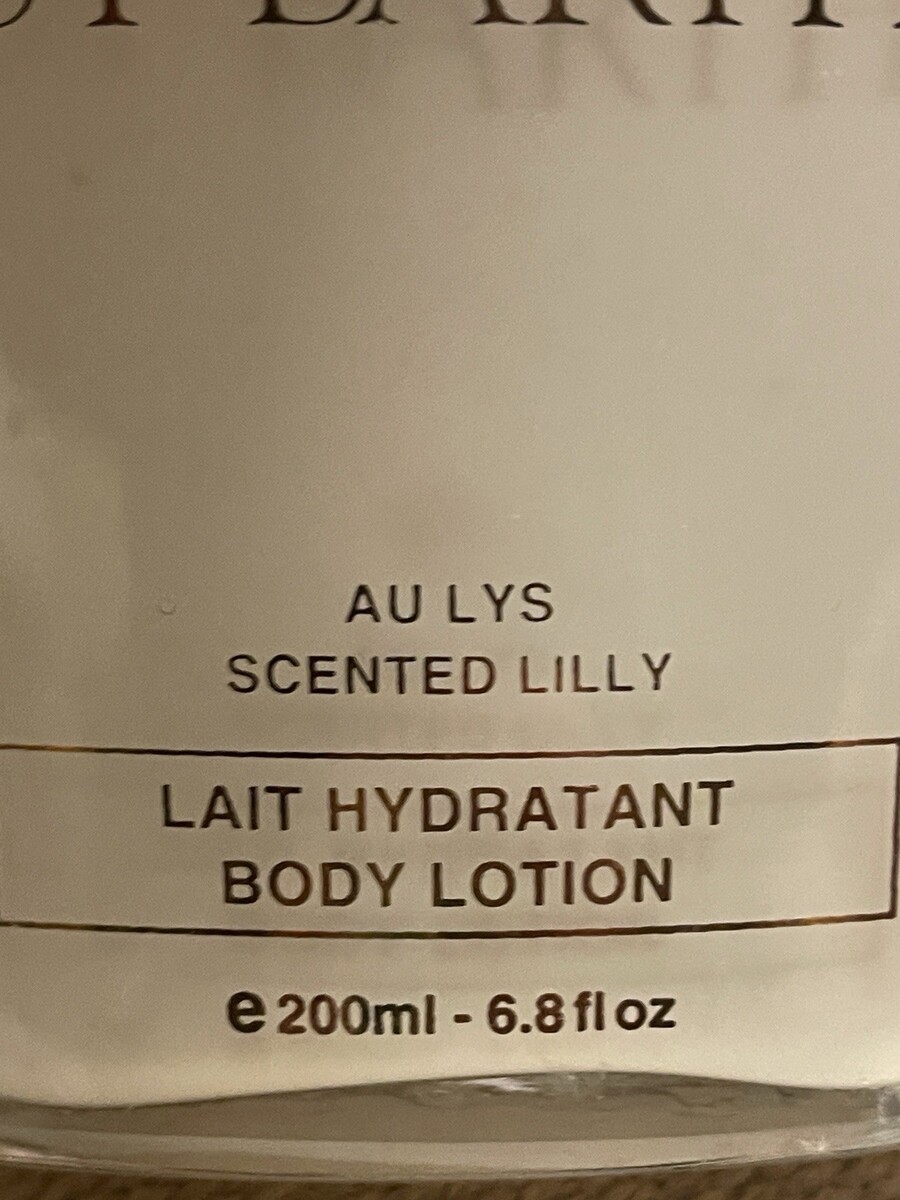 AU LYS
SCENTED LILLY
LAIT HYDRATANT
BODY LOTION
e 200ml - 6.8 fl oz